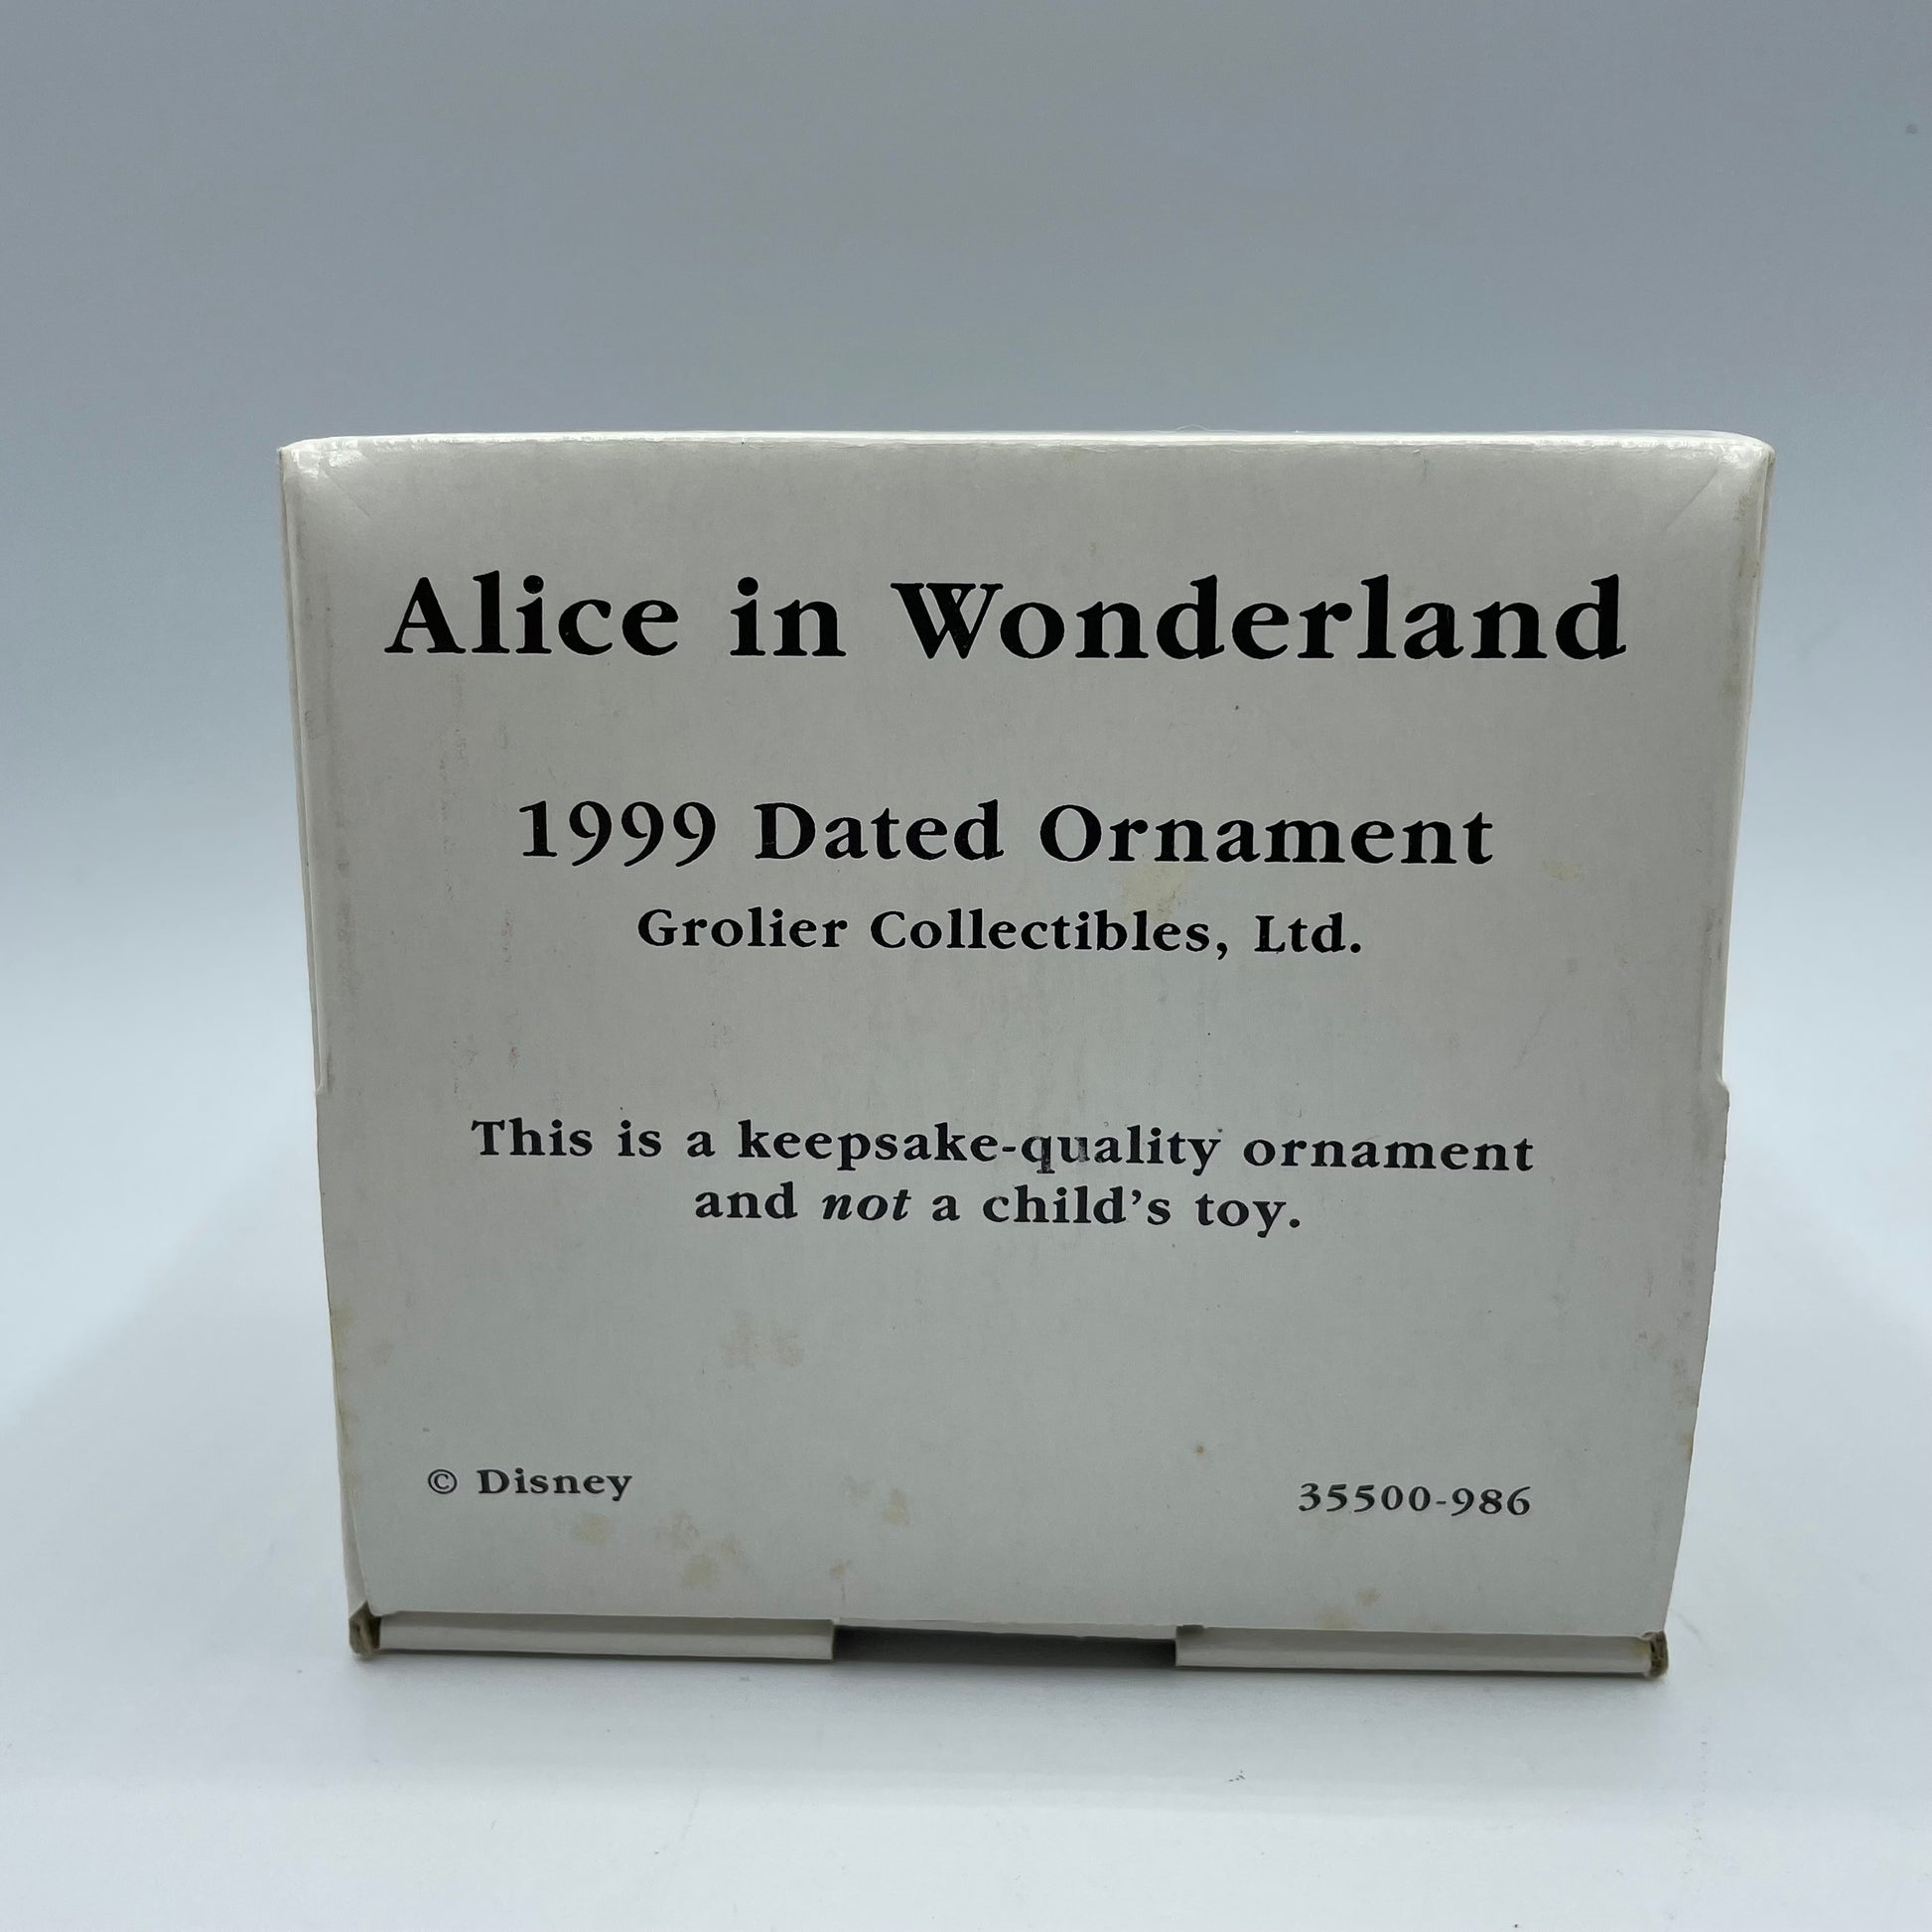 Alice in Wonderland
1999 Dated Ornament
Grolier Collectibles, Ltd.
This is a keepsake-quality ornament
and not a child's toy.
© Disney
35500-986